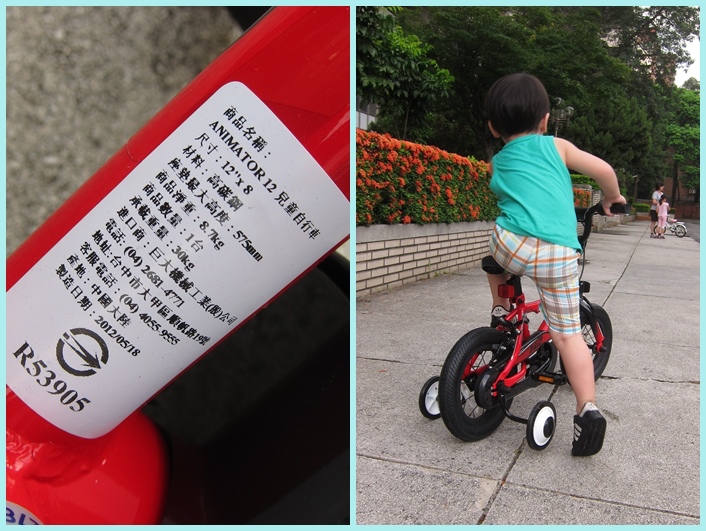 商品名稱：
ANIMATOR 12 兒童自行車
尺寸：12"x 8
材料：高碳鋼
座墊最大高度：575mm
商品淨重：8.7kg
商品數量：1台
承載重量：30kg
進口商：巨大機械工業(股)公司
電話：(04) 2681-4771
地址：台中市大甲區順帆路19號
客服電話：(04) 4055-9555
產地：中國大陸
製造日期：2012/05/18
R53905